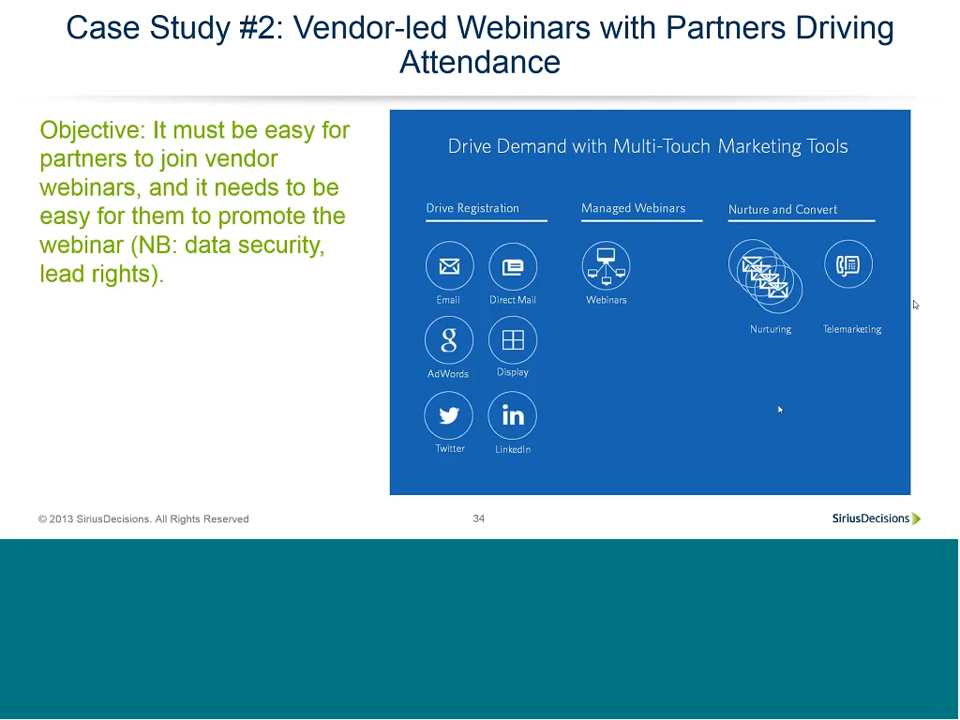 Case Study #2: Vendor-led Webinars with Partners Driving
Attendance
Objective: It must be easy for
partners to join vendor
webinars, and it needs to be
easy for them to promote the
webinar (NB: data security,
lead rights).
Drive Demand with Multi-Touch Marketing Tools
Drive Registration
Email
Direct Mail
g
AdWords
Display
in
Twitter
LinkedIn
Managed Webinars
Webinars
Nurture and Convert
Nurturing
Telemarketing
© 2013 SiriusDecisions. All Rights Reserved
34
SiriusDecisions